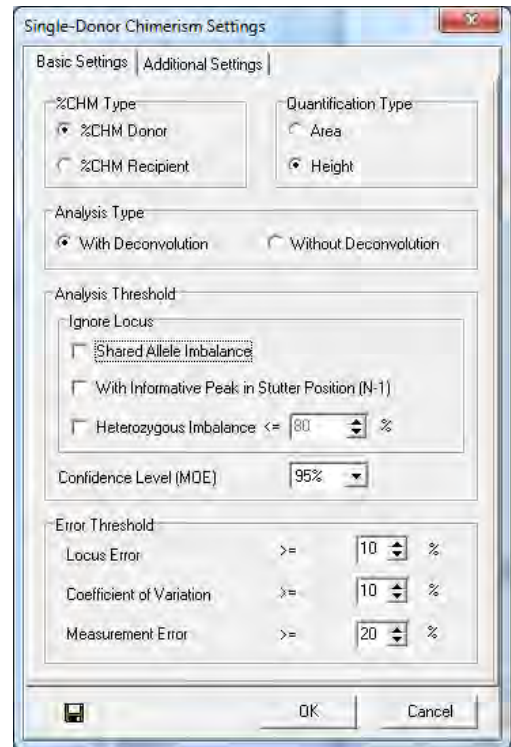 Single-Donor Chimerism Settings
Basic Settings Additional Settings
%CHM Type
%CHM Donor
%CHM Recipient
Quantification Type
Area
Height
Analysis Type
With Deconvolution
Without Deconvolution
Analysis Threshold
Ignore Locus
Shared Allele Imbalance
With Informative Peak in Stutter Position (N-1)
Heterozygous Imbalance <= 80 %
Confidence Level (MOE) 95%
Error Threshold
Locus Error >= 10 %
Coefficient of Variation >= 10 %
Measurement Error >= 20 %
OK Cancel